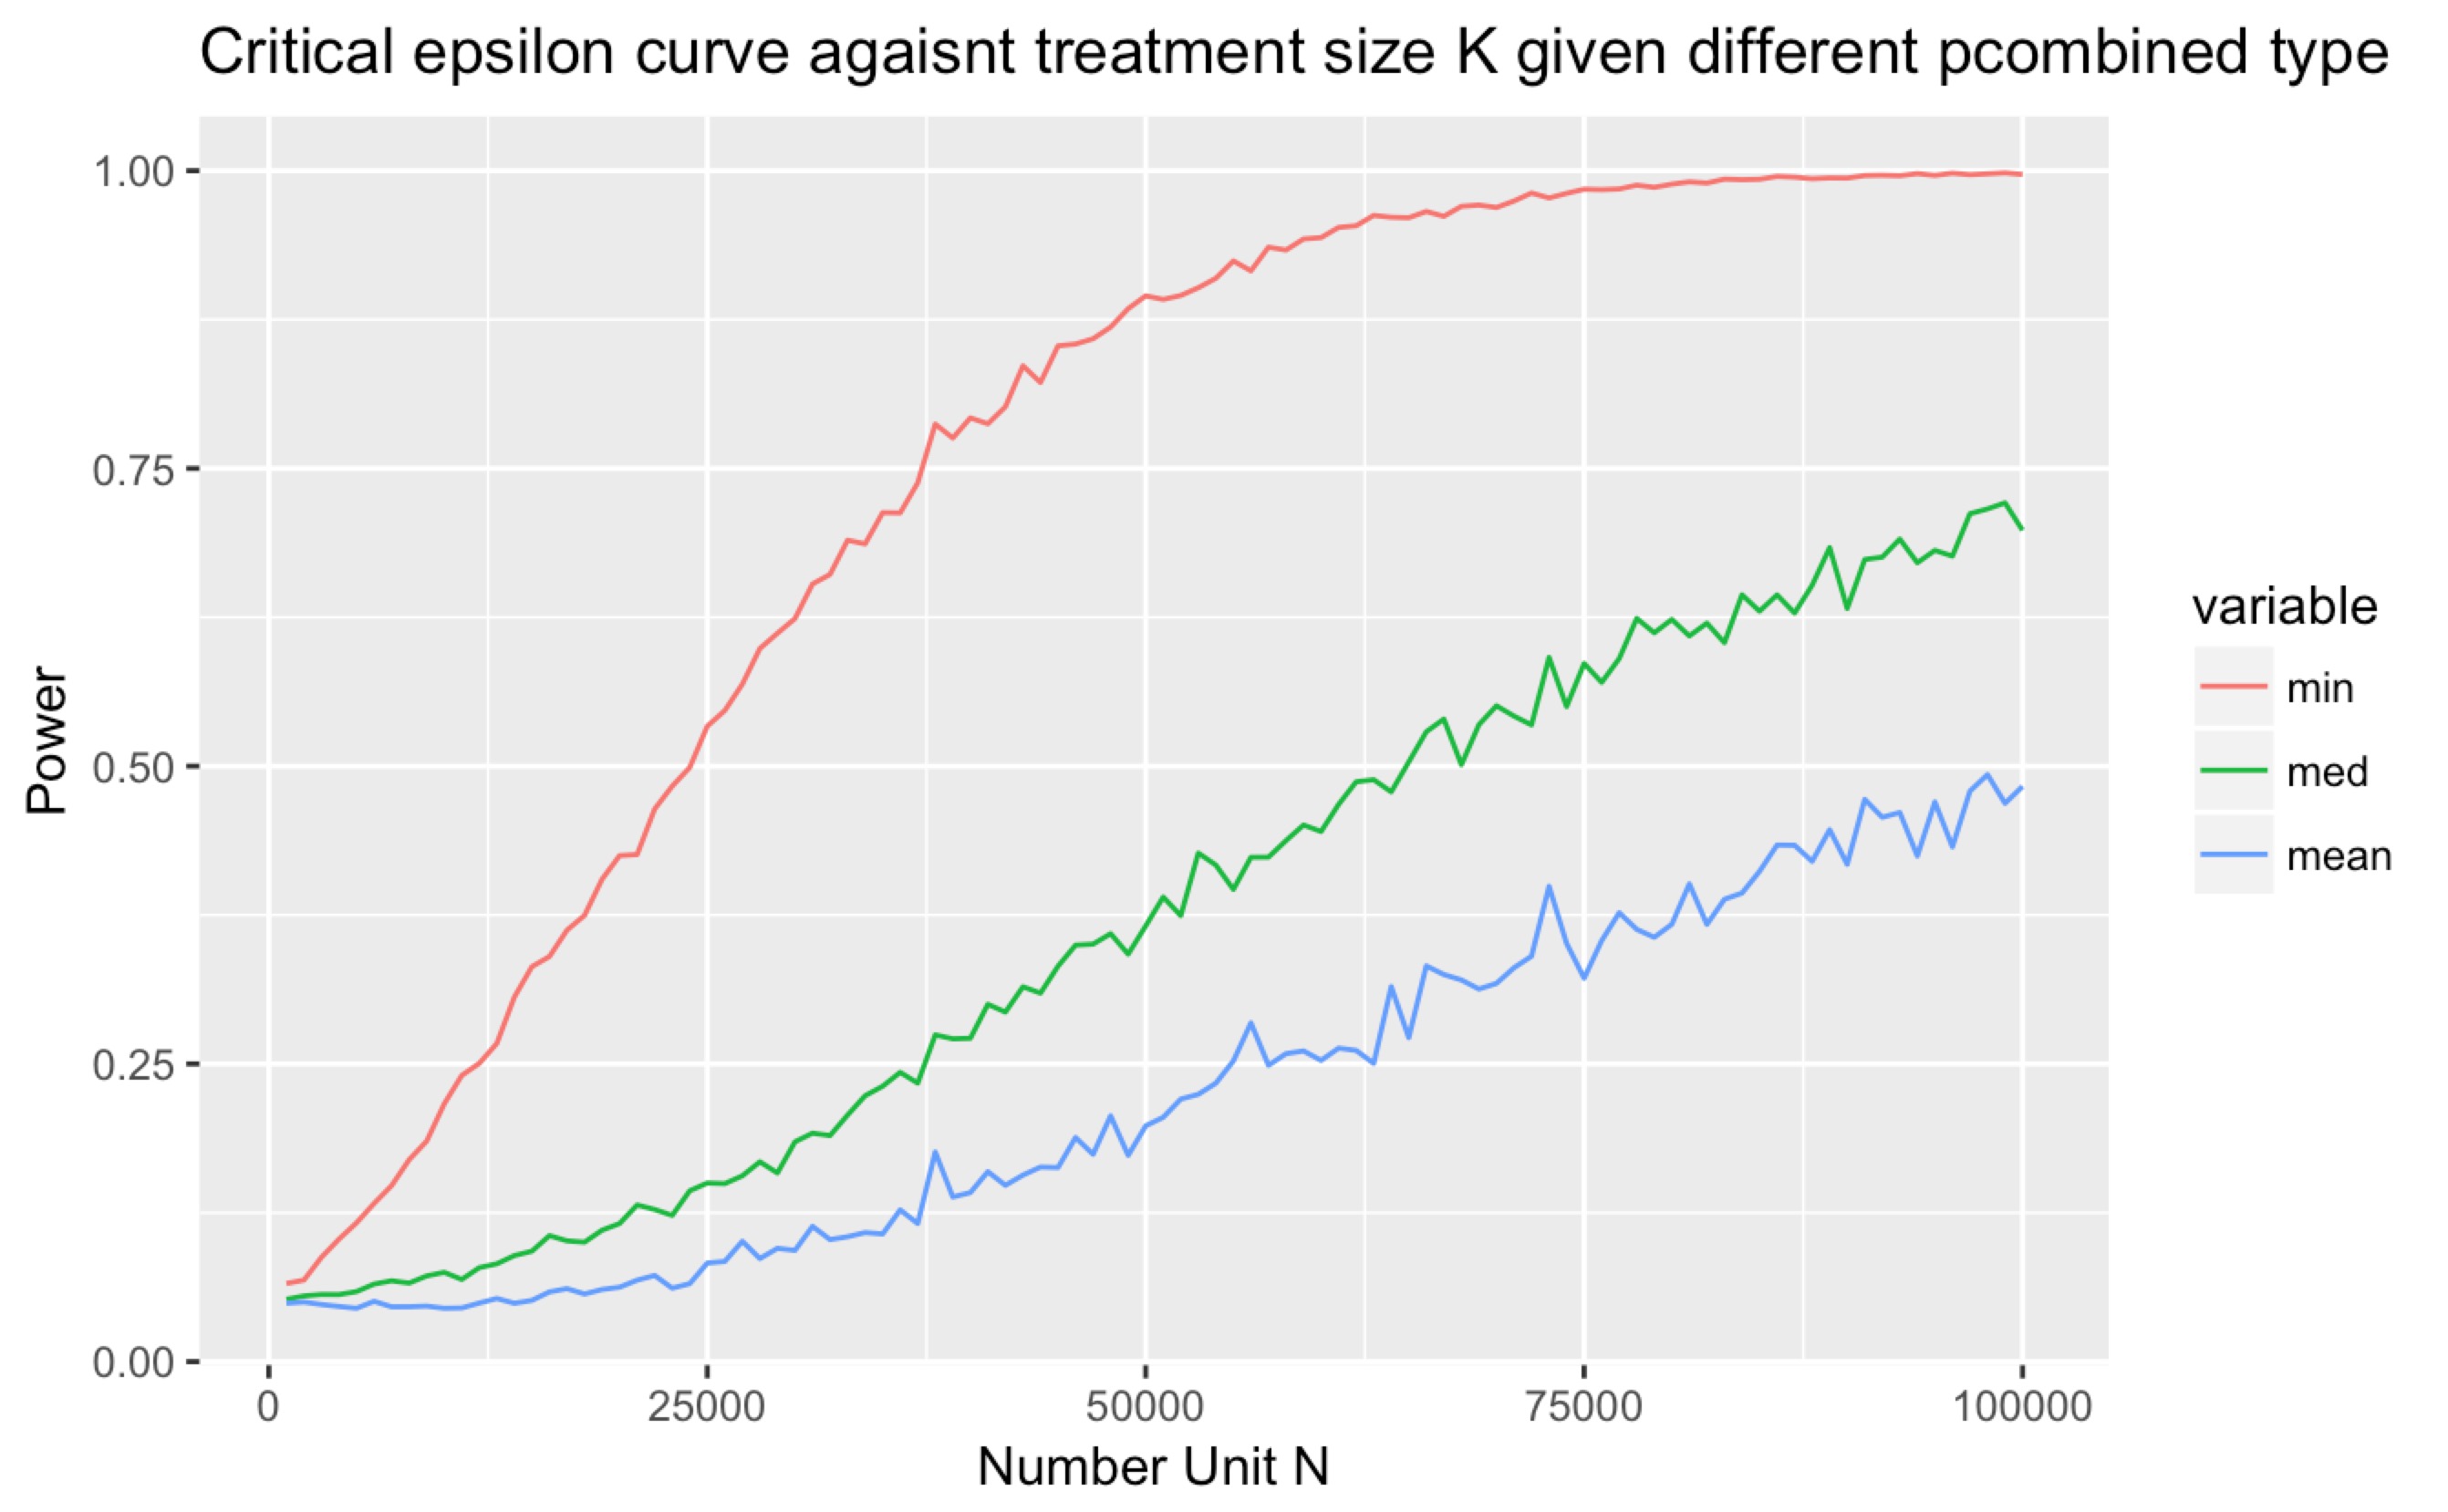 Critical epsilon curve agaisnt treatment size K given different pcombined type
1.00
0.75
0.50
0.25
0.00
Power
0
25000
50000
75000
100000
Number Unit N
variable
min
med
mean